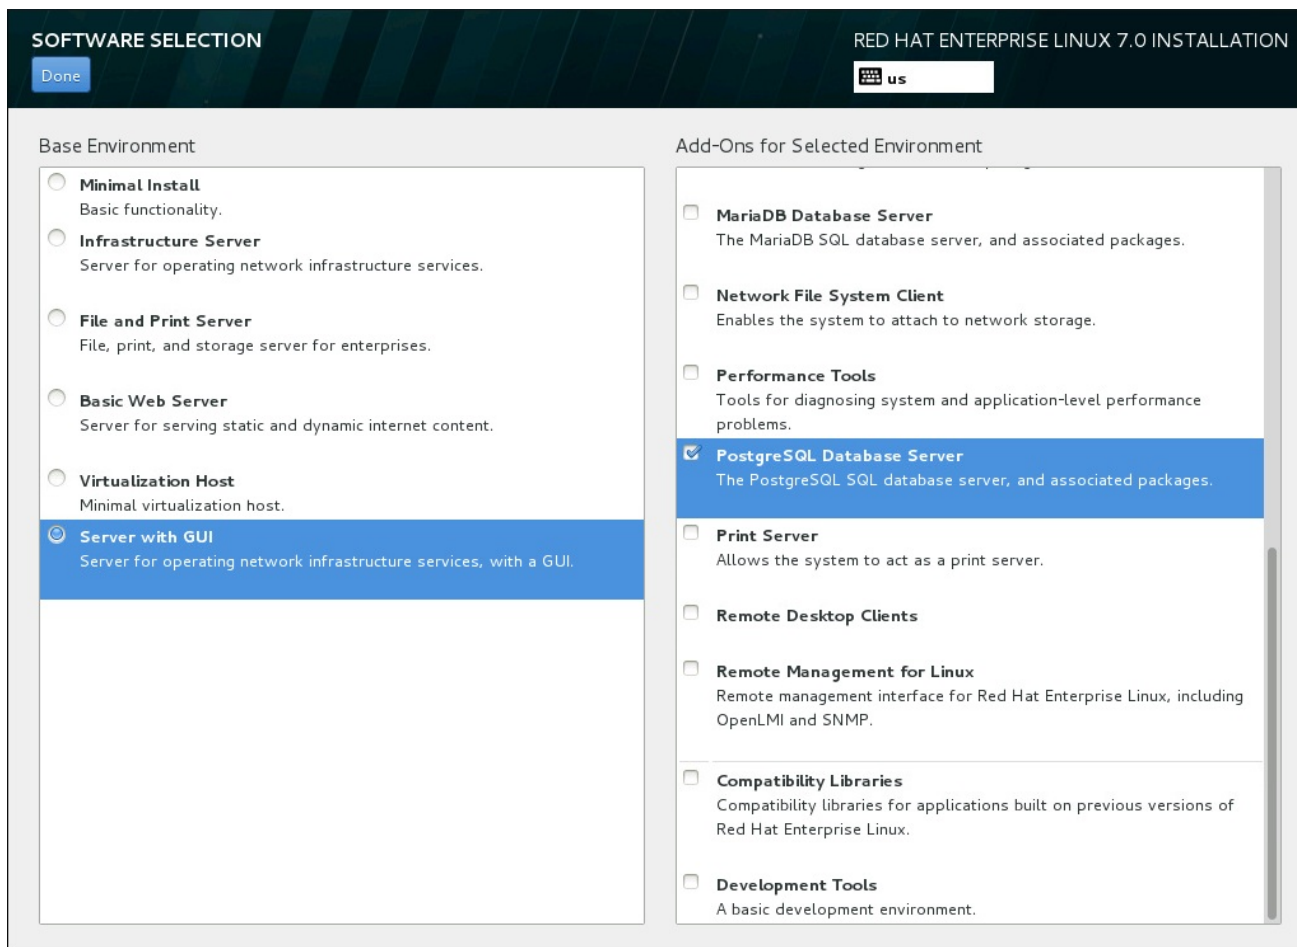 SOFTWARE SELECTION
Done
RED HAT ENTERPRISE LINUX 7.0 INSTALLATION
us
Base Environment
Minimal Install
Basic functionality.
Infrastructure Server
Server for operating network infrastructure services.
File and Print Server
File, print, and storage server for enterprises.
Basic Web Server
Server for serving static and dynamic internet content.
Virtualization Host
Minimal virtualization host.
Server with GUI
Server for operating network infrastructure services, with a GUI.
Add-Ons for Selected Environment
MariaDB Database Server
The MariaDB SQL database server, and associated packages.
Network File System Client
Enables the system to attach to network storage.
Performance Tools
Tools for diagnosing system and application-level performance
problems.
PostgreSQL Database Server
The PostgreSQL SQL database server, and associated packages.
Print Server
Allows the system to act as a print server.
Remote Desktop Clients
Remote Management for Linux
Remote management interface for Red Hat Enterprise Linux, including
OpenLMI and SNMP.
Compatibility Libraries
Compatibility libraries for applications built on previous versions of
Red Hat Enterprise Linux.
Development Tools
A basic development environment.